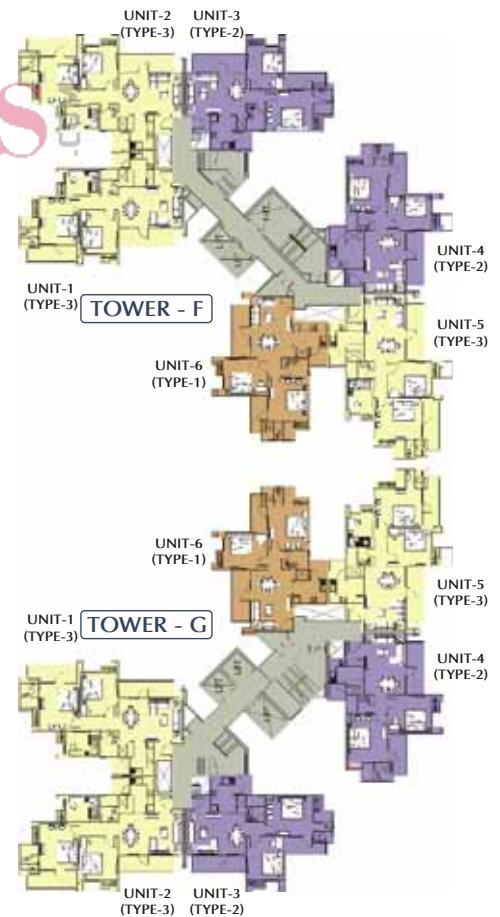 UNIT-2
(TYPE-3)
UNIT-3
(TYPE-2)
S
UNIT-4
(TYPE-2)
UNIT-1
(TYPE-3)
TOWER - F
UNIT-5
(TYPE-3)
UNIT-6
(TYPE-1)
UNIT-6
(TYPE-1)
UNIT-5
(TYPE-3)
UNIT-1
(TYPE-3)
TOWER - G
UNIT-4
(TYPE-2)
UNIT-2
(TYPE-3)
UNIT-3
(TYPE-2)